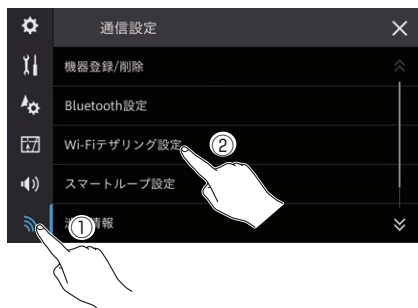 通信設定
機器登録/削除
Bluetooth設定
Wi-Fiテザリング設定
②
スマートループ設定
①
情報